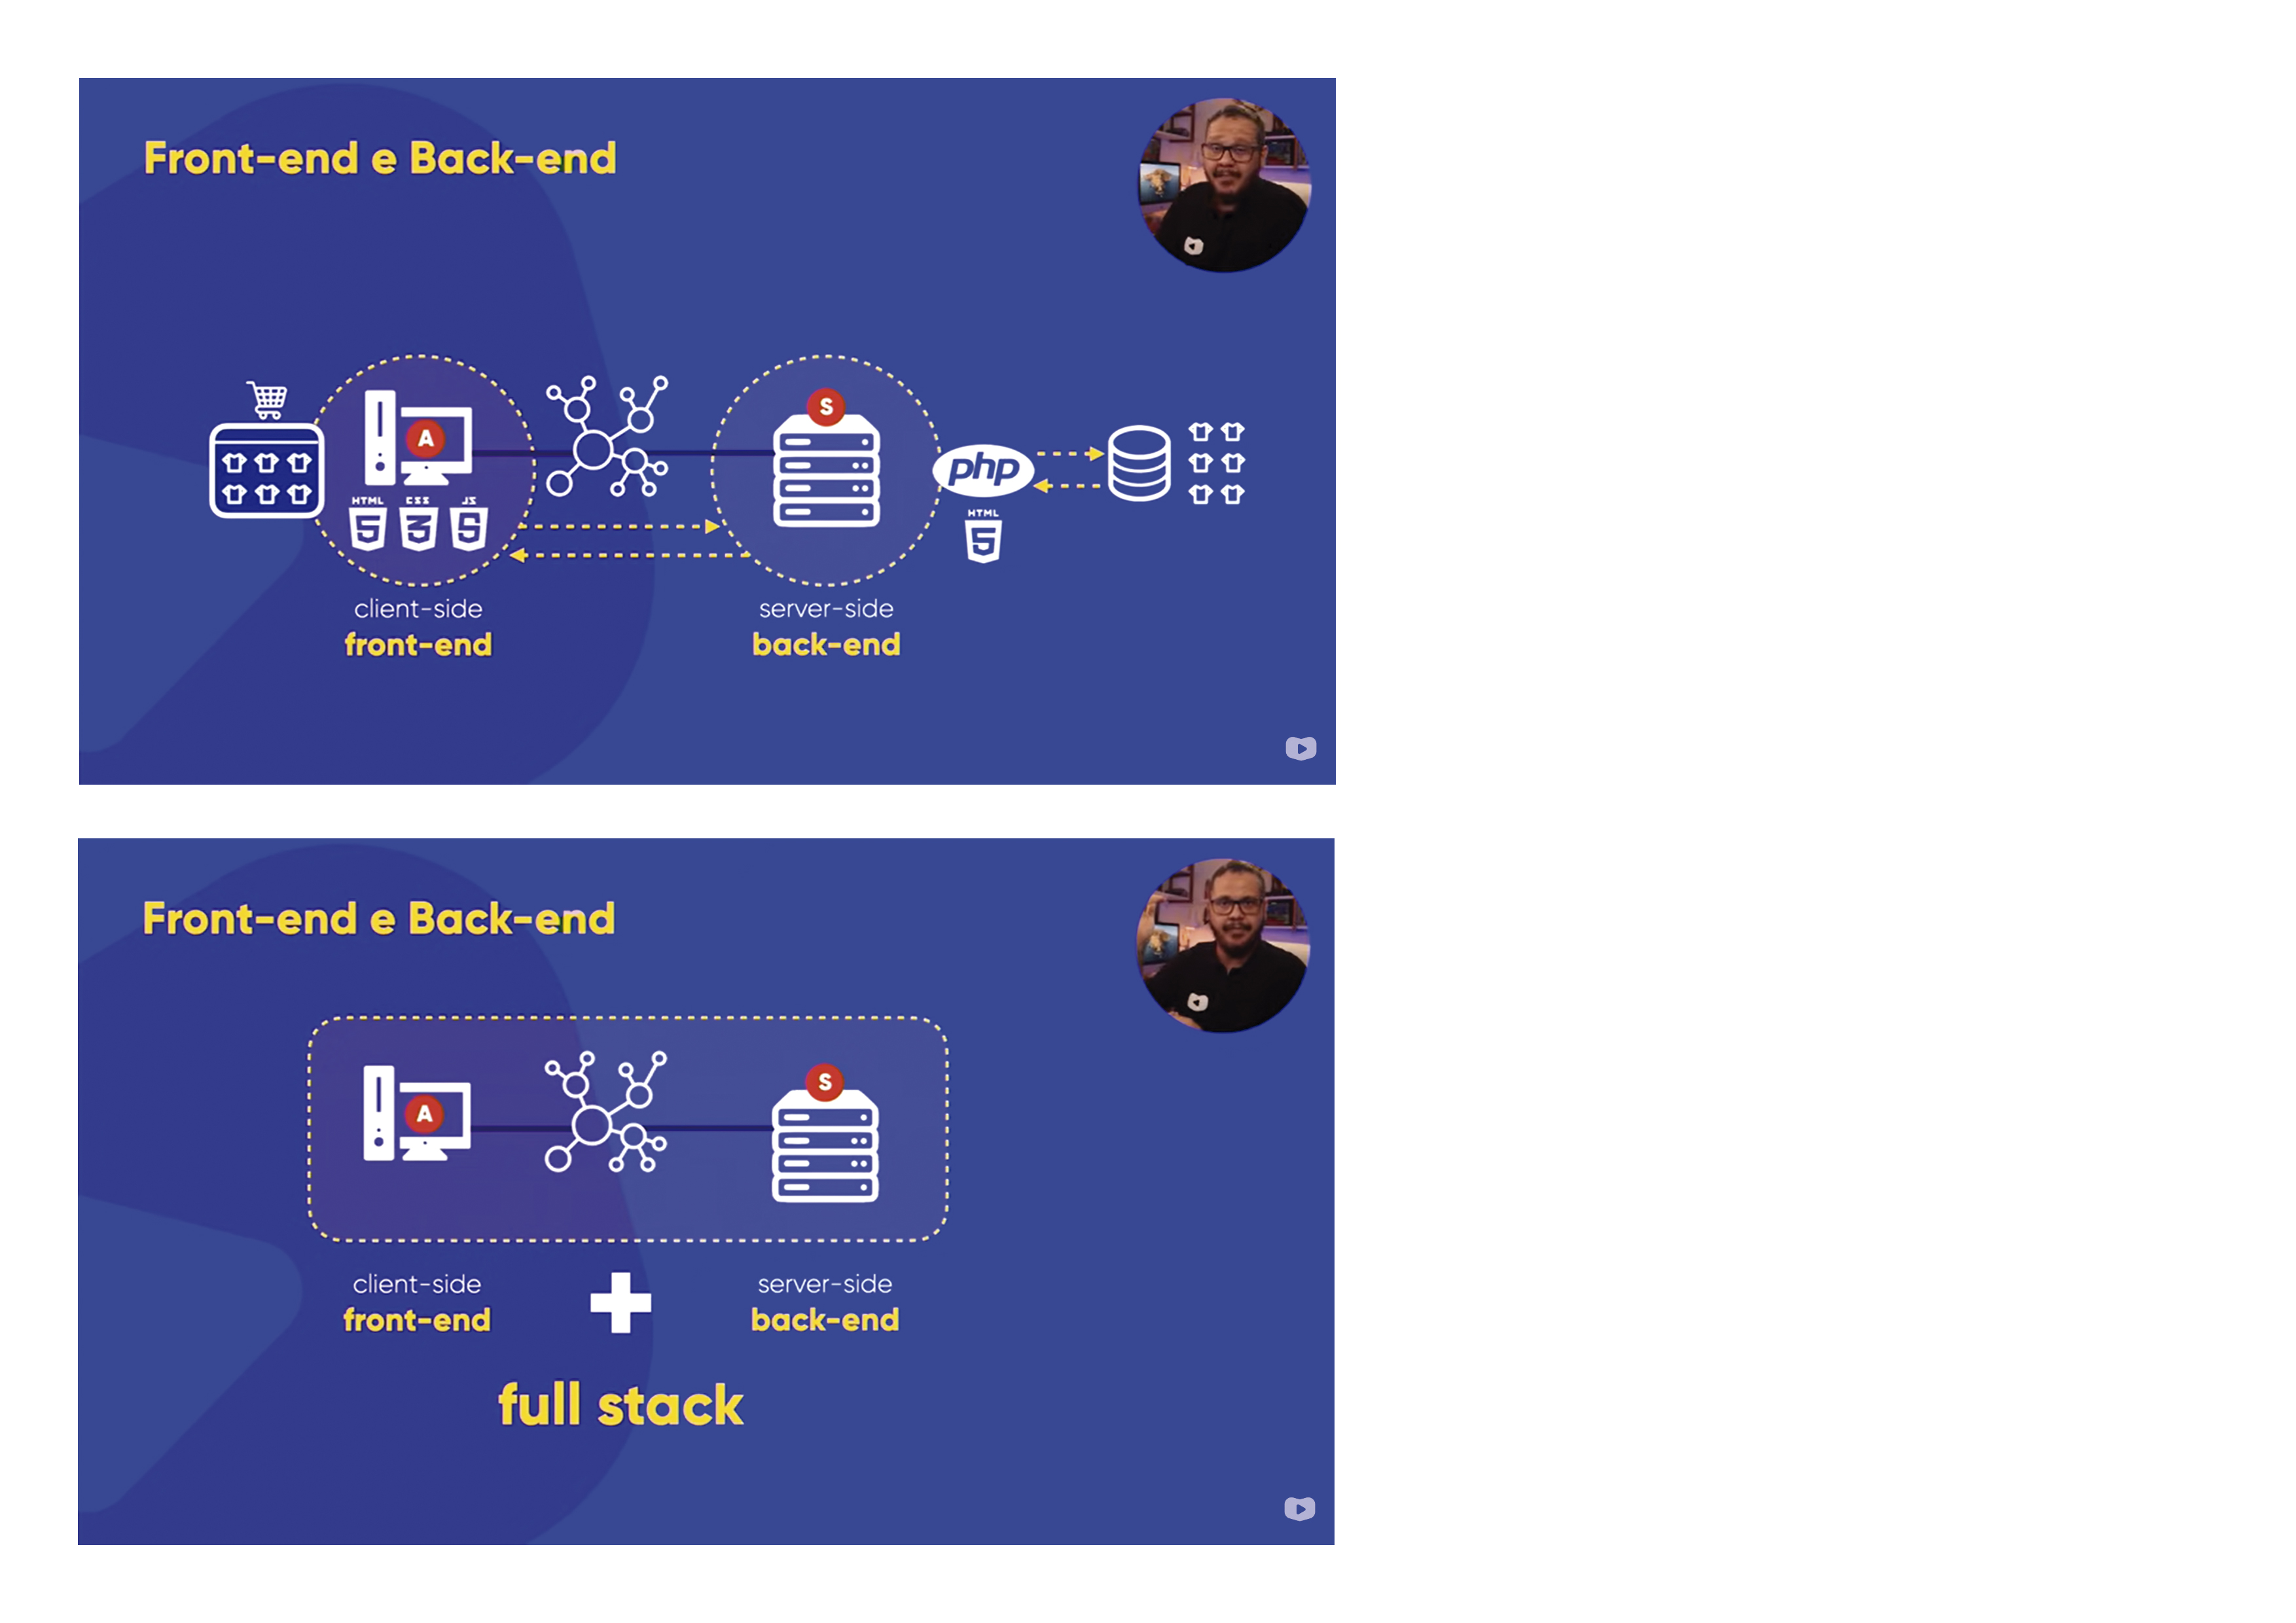 Front-end e Back-end
A
S
HTML CSS JS
5 3 S
php
HTML
5
client-side
front-end
server-side
back-end
Front-end e Back-end
A
S
client-side
front-end
server-side
back-end
full stack